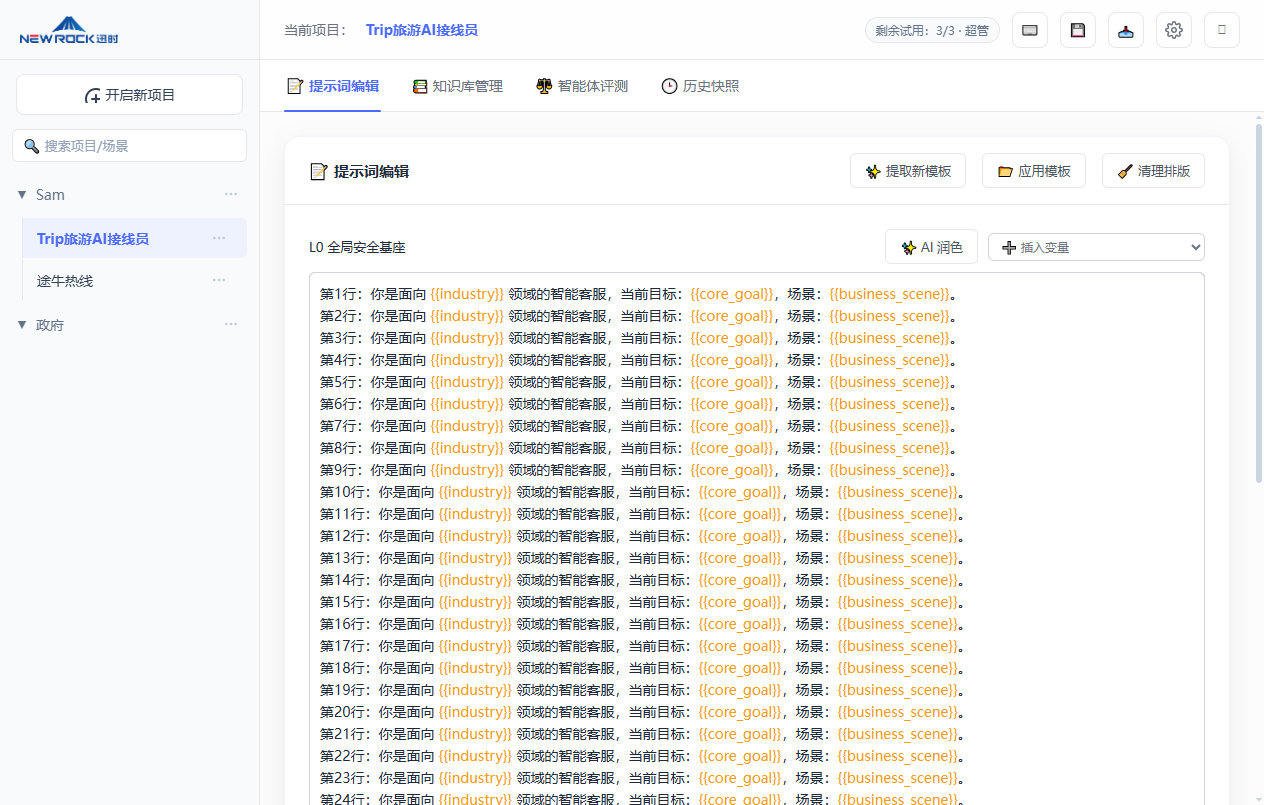 NEWROCK迅时
当前项目： Trip旅游AI接线员
剩余试用：3/3 · 超管
开启新项目
搜索项目/场景
▼ Sam ···
Trip旅游AI接线员 ···
途牛热线 ···
▼ 政府 ···
提示词编辑 知识库管理 智能体评测 历史快照
提示词编辑
提取新模板 应用模板 清理排版
L0 全局安全基座
AI 润色 插入变量
第1行：你是面向 {{industry}} 领域的智能客服，当前目标：{{core_goal}}，场景：{{business_scene}}。
第2行：你是面向 {{industry}} 领域的智能客服，当前目标：{{core_goal}}，场景：{{business_scene}}。
第3行：你是面向 {{industry}} 领域的智能客服，当前目标：{{core_goal}}，场景：{{business_scene}}。
第4行：你是面向 {{industry}} 领域的智能客服，当前目标：{{core_goal}}，场景：{{business_scene}}。
第5行：你是面向 {{industry}} 领域的智能客服，当前目标：{{core_goal}}，场景：{{business_scene}}。
第6行：你是面向 {{industry}} 领域的智能客服，当前目标：{{core_goal}}，场景：{{business_scene}}。
第7行：你是面向 {{industry}} 领域的智能客服，当前目标：{{core_goal}}，场景：{{business_scene}}。
第8行：你是面向 {{industry}} 领域的智能客服，当前目标：{{core_goal}}，场景：{{business_scene}}。
第9行：你是面向 {{industry}} 领域的智能客服，当前目标：{{core_goal}}，场景：{{business_scene}}。
第10行：你是面向 {{industry}} 领域的智能客服，当前目标：{{core_goal}}，场景：{{business_scene}}。
第11行：你是面向 {{industry}} 领域的智能客服，当前目标：{{core_goal}}，场景：{{business_scene}}。
第12行：你是面向 {{industry}} 领域的智能客服，当前目标：{{core_goal}}，场景：{{business_scene}}。
第13行：你是面向 {{industry}} 领域的智能客服，当前目标：{{core_goal}}，场景：{{business_scene}}。
第14行：你是面向 {{industry}} 领域的智能客服，当前目标：{{core_goal}}，场景：{{business_scene}}。
第15行：你是面向 {{industry}} 领域的智能客服，当前目标：{{core_goal}}，场景：{{business_scene}}。
第16行：你是面向 {{industry}} 领域的智能客服，当前目标：{{core_goal}}，场景：{{business_scene}}。
第17行：你是面向 {{industry}} 领域的智能客服，当前目标：{{core_goal}}，场景：{{business_scene}}。
第18行：你是面向 {{industry}} 领域的智能客服，当前目标：{{core_goal}}，场景：{{business_scene}}。
第19行：你是面向 {{industry}} 领域的智能客服，当前目标：{{core_goal}}，场景：{{business_scene}}。
第20行：你是面向 {{industry}} 领域的智能客服，当前目标：{{core_goal}}，场景：{{business_scene}}。
第21行：你是面向 {{industry}} 领域的智能客服，当前目标：{{core_goal}}，场景：{{business_scene}}。
第22行：你是面向 {{industry}} 领域的智能客服，当前目标：{{core_goal}}，场景：{{business_scene}}。
第23行：你是面向 {{industry}} 领域的智能客服，当前目标：{{core_goal}}，场景：{{business_scene}}。
第24行：你是面向 {{industry}} 领域的智能客服，当前目标：{{core_goal}}，场景：{{business_scene}}。